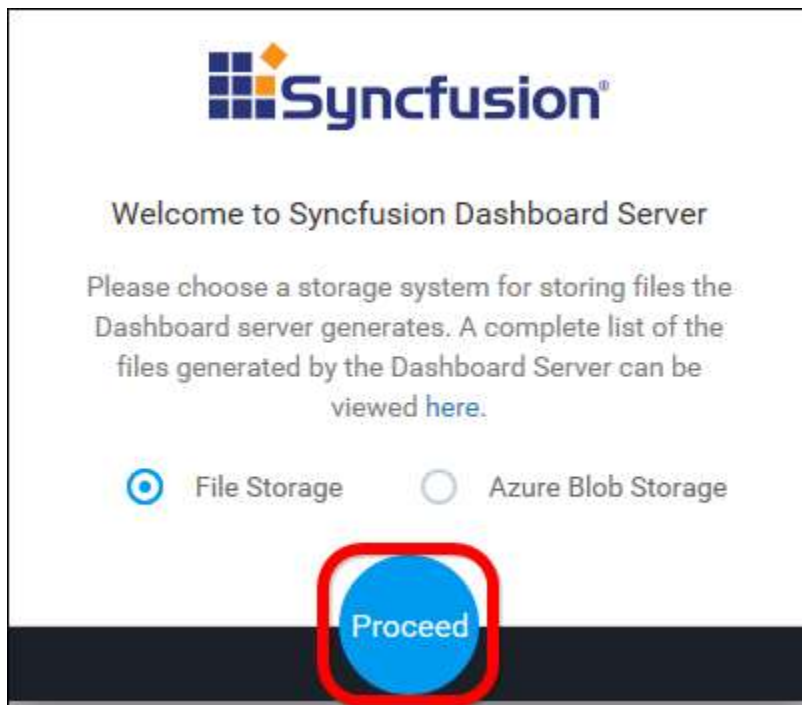 Syncfusion®
Welcome to Syncfusion Dashboard Server
Please choose a storage system for storing files the
Dashboard server generates. A complete list of the
files generated by the Dashboard Server can be
viewed here.
File Storage
Azure Blob Storage
Proceed